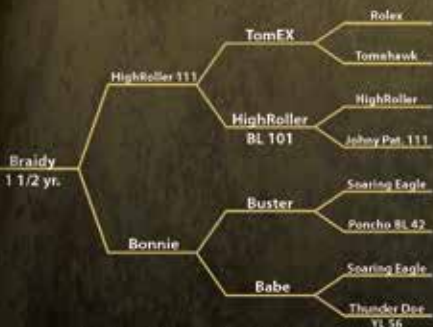 Rolex
TomEX
Tomahawk
HighRoller 111
HighRoller
HighRoller
BL 101
Johny Pat. 111
Braidy
1 1/2 yr.
Soaring Eagle
Buster
Poncho BL 42
Bonnie
Soaring Eagle
Babe
Thunder Doe
YL 56